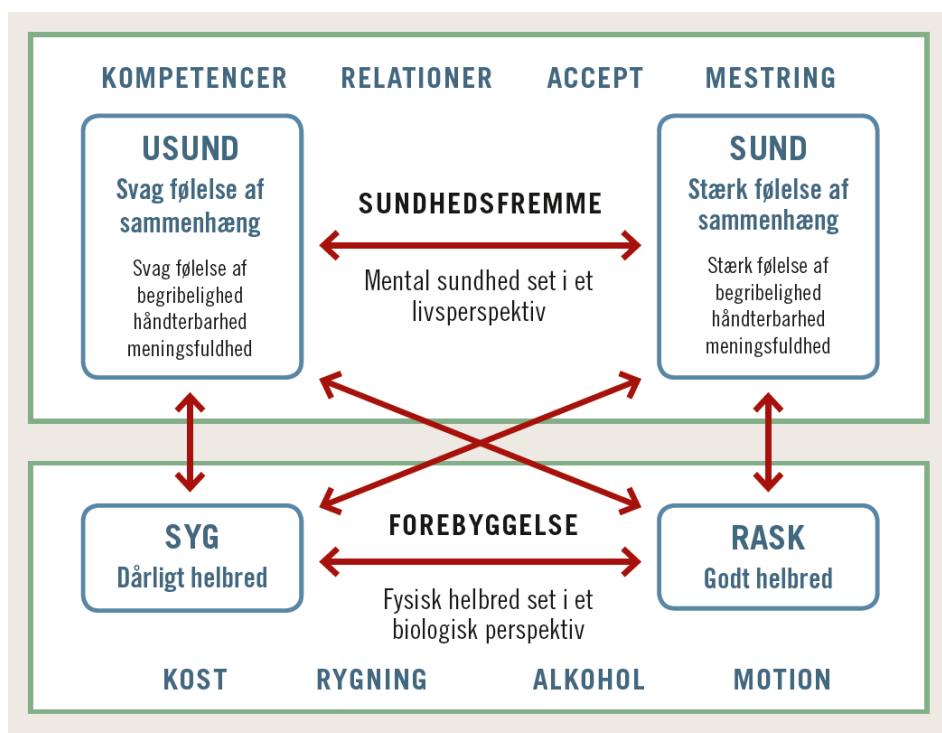 KOMPETENCER RELATIONER ACCEPT MESTRING
USUND
Svag følelse af
sammenhæng
Svag følelse af
begribelighed
håndterbarhed
meningsfuldhed
SUNDHEDSFREMME
Mental sundhed set i et
livsperspektiv
SUND
Stærk følelse af
sammenhæng
Stærk følelse af
begribelighed
håndterbarhed
meningsfuldhed
SYG
Dårligt helbred
FOREBYGGELSE
Fysisk helbred set i et
biologisk perspektiv
RASK
Godt helbred
KOST RYGNING ALKOHOL MOTION